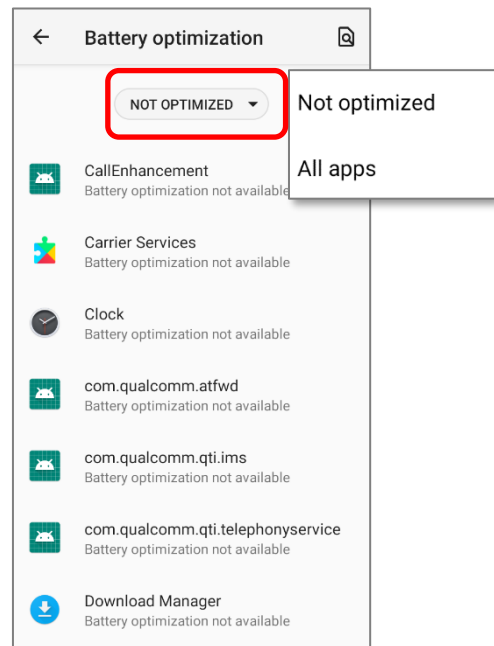 Battery optimization
NOT OPTIMIZED
Not optimized
All apps
CallEnhancement
Battery optimization not available
Carrier Services
Battery optimization not available
Clock
Battery optimization not available
com.qualcomm.atfwd
Battery optimization not available
com.qualcomm.qti.ims
Battery optimization not available
com.qualcomm.qti.telephonyservice
Battery optimization not available
Download Manager
Battery optimization not available